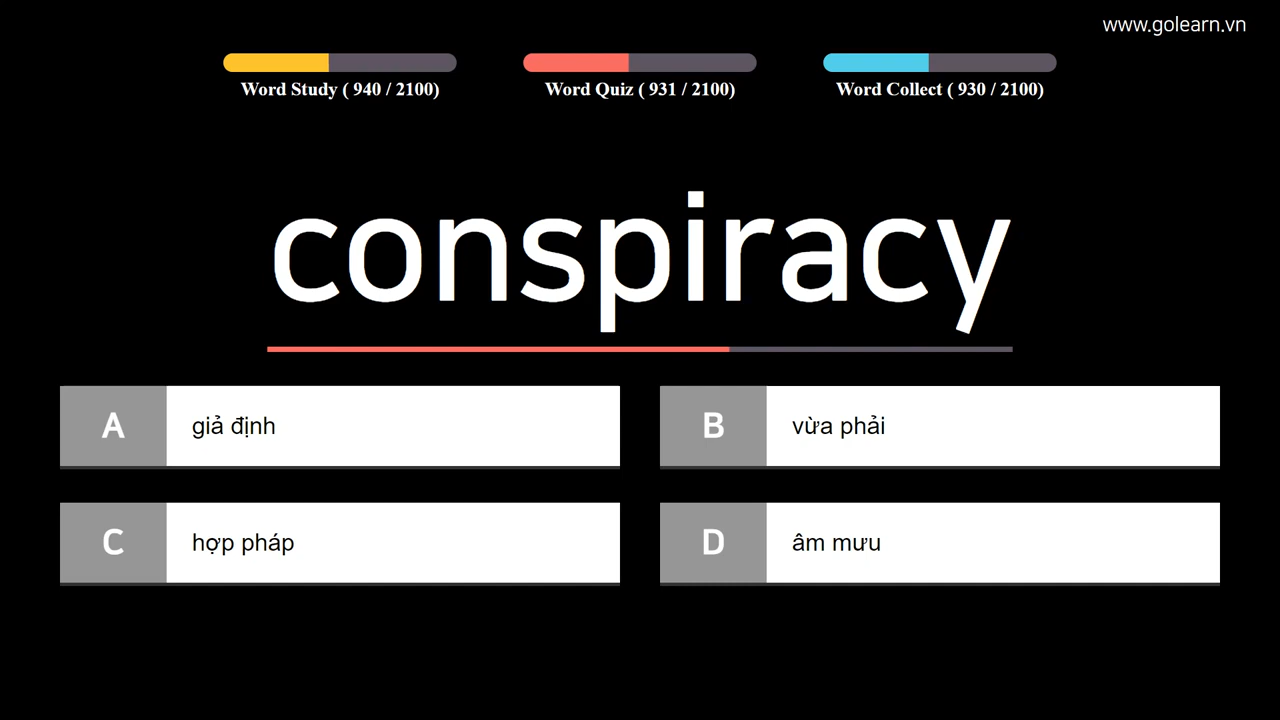 www.golearn.vn
Word Study ( 940 / 2100)
Word Quiz ( 931 / 2100)
Word Collect ( 930 / 2100)
conspiracy
A giả định
B vừa phải
C hợp pháp
D âm mưu